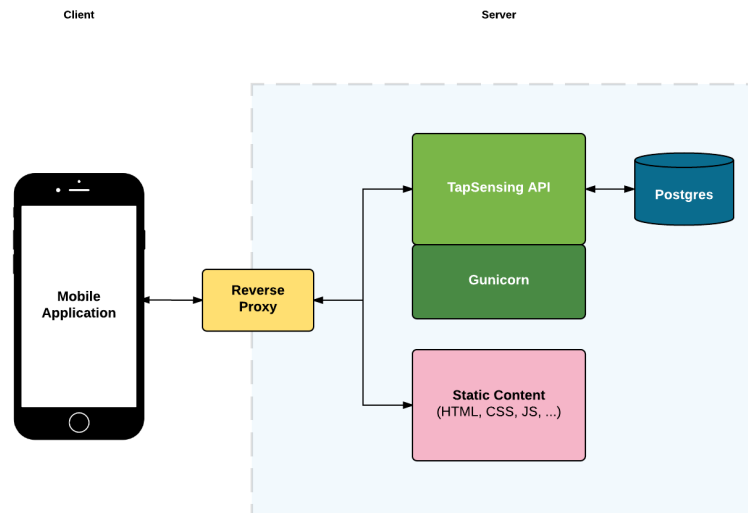 Client
Server
TapSensing API
Postgres
Gunicorn
Mobile
Application
Reverse
Proxy
Static Content
(HTML, CSS, JS, ...)